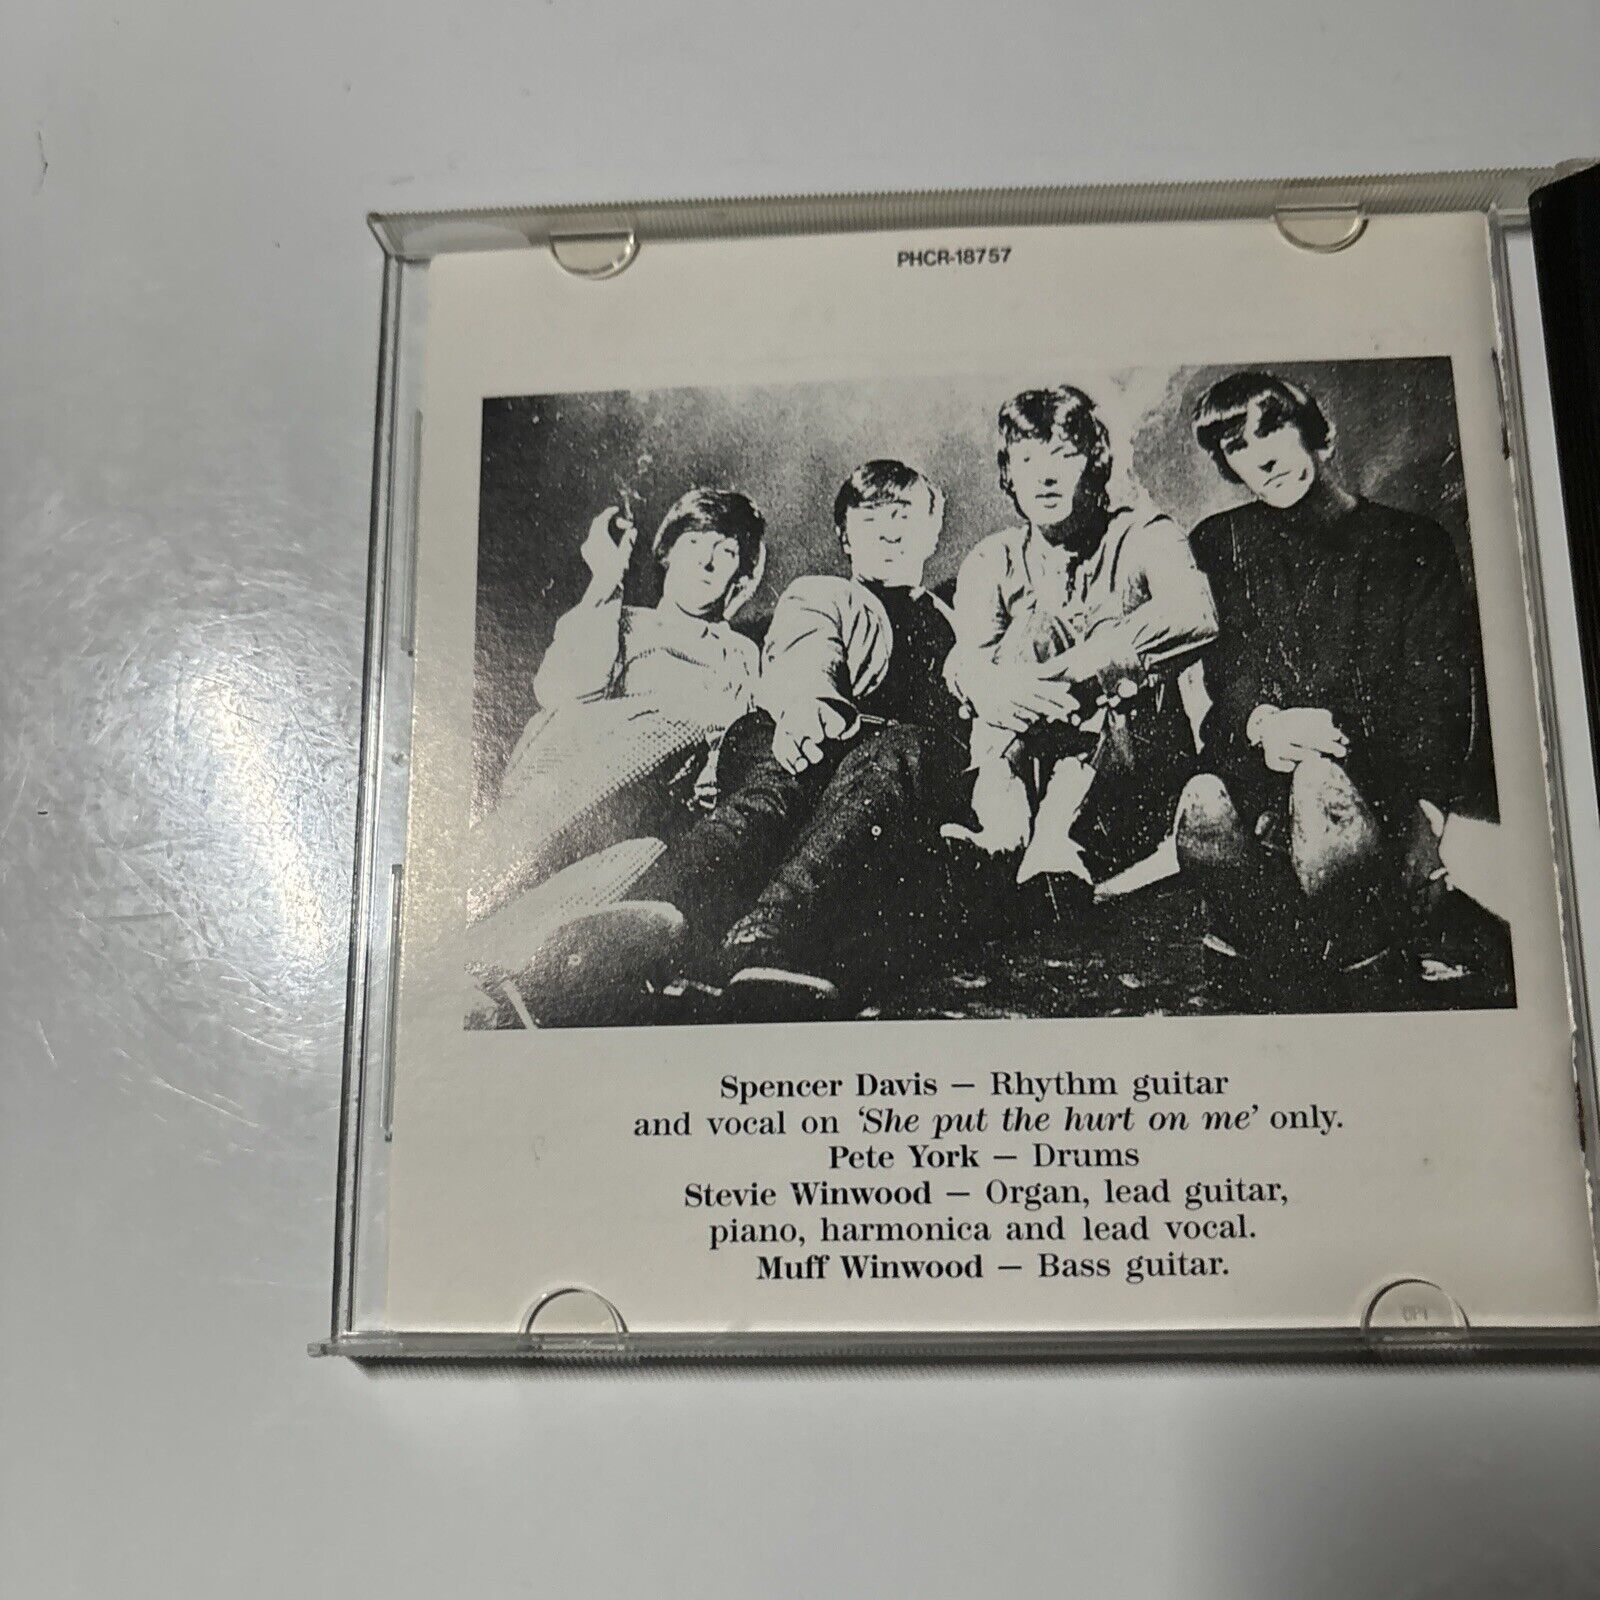 PHCR-18757
Spencer Davis — Rhythm guitar
and vocal on ‘She put the hurt on me’ only.
Pete York — Drums
Stevie Winwood — Organ, lead guitar,
piano, harmonica and lead vocal.
Muff Winwood — Bass guitar.